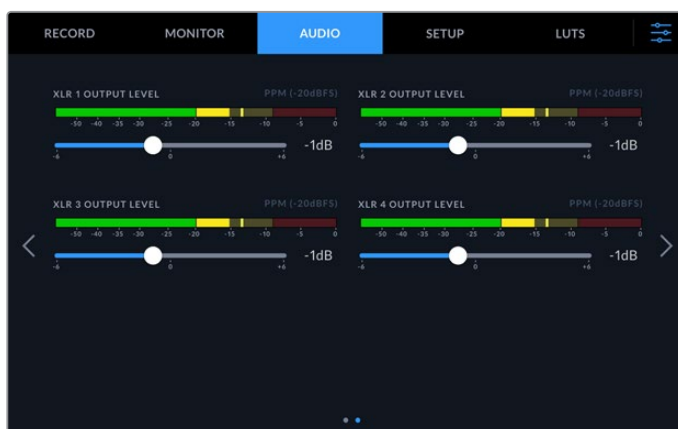 RECORD MONITOR AUDIO SETUP LUTS
XLR 1 OUTPUT LEVEL PPM (-20dBFS) XLR 2 OUTPUT LEVEL PPM (-20dBFS)
-50 -40 -35 -30 -25 -20 -15 -10 -5 0 -50 -40 -35 -30 -25 -20 -15 -10 -5 0
-1dB -1dB
-6 0 +6 -6 0 +6
XLR 3 OUTPUT LEVEL PPM (-20dBFS) XLR 4 OUTPUT LEVEL PPM (-20dBFS)
-50 -40 -35 -30 -25 -20 -15 -10 -5 0 -50 -40 -35 -30 -25 -20 -15 -10 -5 0
-1dB -1dB
-6 0 +6 -6 0 +6